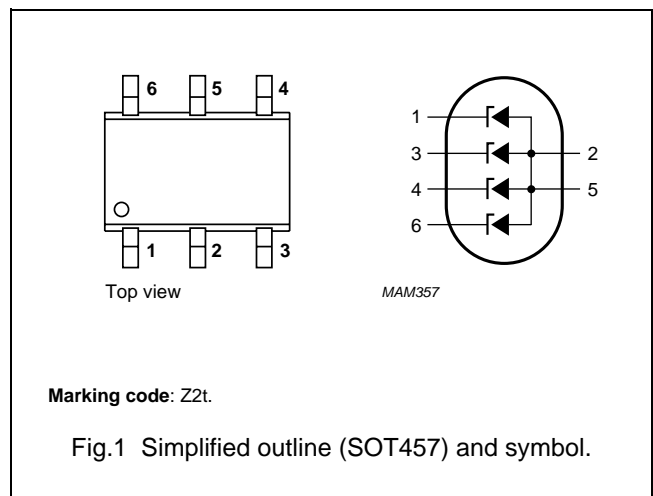 6 5 4
1 2 3
Top view
1
3 2
4 5
6
MAM357
Marking code: Z2t.
Fig.1 Simplified outline (SOT457) and symbol.